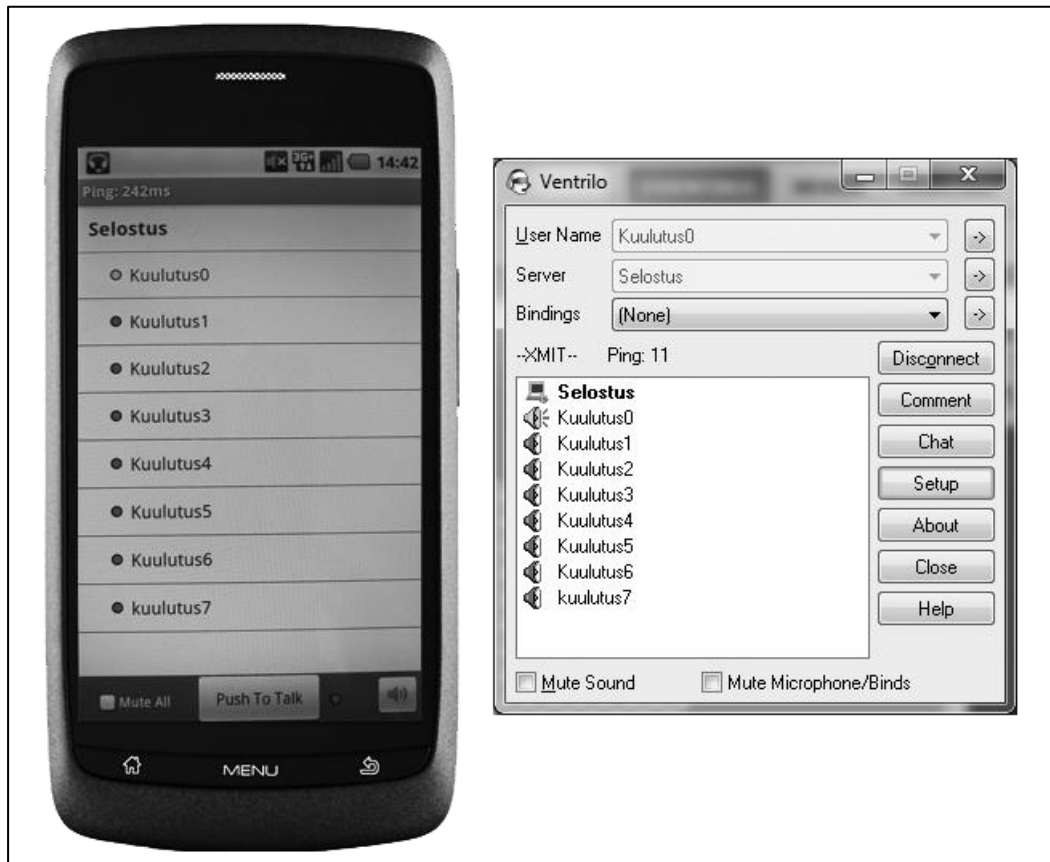 14:42
Ping: 242ms
Selostus
Kuulutus0
Kuulutus1
Kuulutus2
Kuulutus3
Kuulutus4
Kuulutus5
Kuulutus6
kuulutus7
Mute All
Push To Talk
MENU
Ventrilo
User Name Kuulutus0 ->
Server Selostus ->
Bindings (None) ->
--XMIT-- Ping: 11 Disconnect
Selostus
Kuulutus0 Comment
Kuulutus1 Chat
Kuulutus2
Kuulutus3 Setup
Kuulutus4 About
Kuulutus5
Kuulutus6 Close
kuulutus7 Help
Mute Sound Mute Microphone/Binds